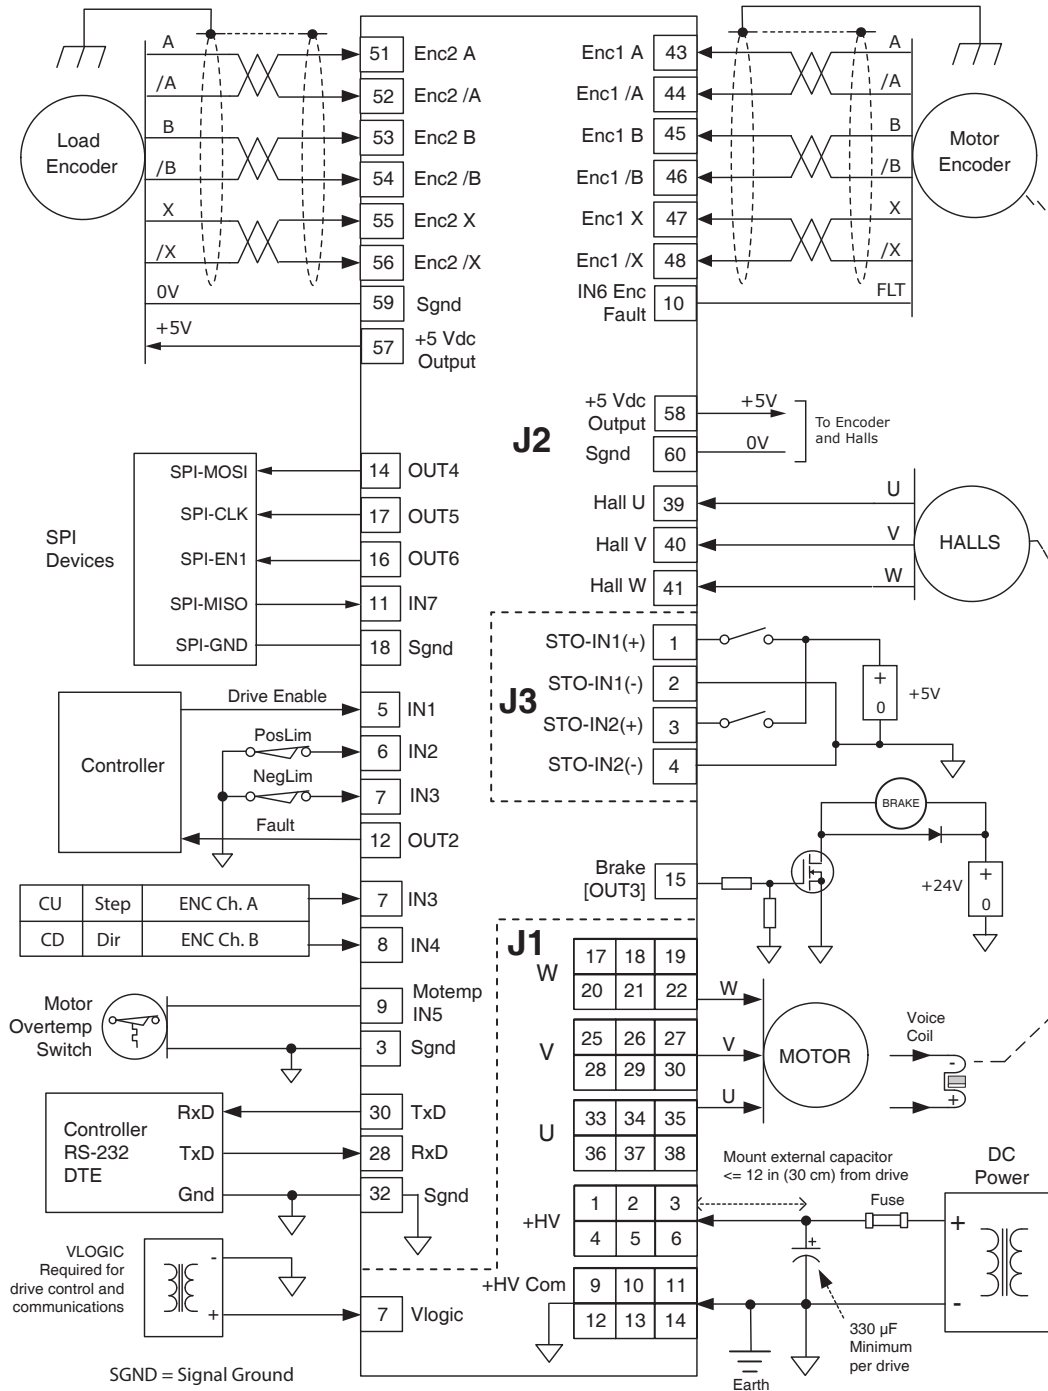 A
/A
B
/B
X
/X
0V
+5V
Load
Encoder
51 Enc2 A
52 Enc2 /A
53 Enc2 B
54 Enc2 /B
55 Enc2 X
56 Enc2 /X
59 Sgnd
57 +5 Vdc
Output
Enc1 A 43
Enc1 /A 44
Enc1 B 45
Enc1 /B 46
Enc1 X 47
Enc1 /X 48
IN6 Enc
Fault 10
A
/A
B
/B
X
/X
FLT
Motor
Encoder
J2
+5 Vdc
Output 58 +5V
Sgnd 60 0V
To Encoder
and Halls
Hall U 39 U
Hall V 40 V
Hall W 41 W
HALLS
SPI
Devices
SPI-MOSI 14 OUT4
SPI-CLK 17 OUT5
SPI-EN1 16 OUT6
SPI-MISO 11 IN7
SPI-GND 18 Sgnd
J3
STO-IN1(+) 1
STO-IN1(-) 2
STO-IN2(+) 3
STO-IN2(-) 4
+
0
+5V
Controller
Drive Enable 5 IN1
PosLim 6 IN2
NegLim 7 IN3
Fault 12 OUT2
BRAKE
Brake
[OUT3] 15
+24V
+
0
CU Step ENC Ch. A 7 IN3
CD Dir ENC Ch. B 8 IN4
Motor
Overtemp
Switch
9 Motemp
IN5
3 Sgnd
J1
W
17 18 19
20 21 22
W
V
25 26 27
28 29 30
V
U
33 34 35
36 37 38
U
MOTOR
Voice
Coil
-
+
Controller
RS-232
DTE
RxD 30 TxD
TxD 28 RxD
Gnd 32 Sgnd
Mount external capacitor
<= 12 in (30 cm) from drive
DC
Power
+HV
1 2 3
4 5 6
Fuse
+
-
+
+HV Com
9 10 11
12 13 14
330 µF
Minimum
per drive
Earth
VLOGIC
Required for
drive control and
communications
-
+
7 Vlogic
SGND = Signal Ground